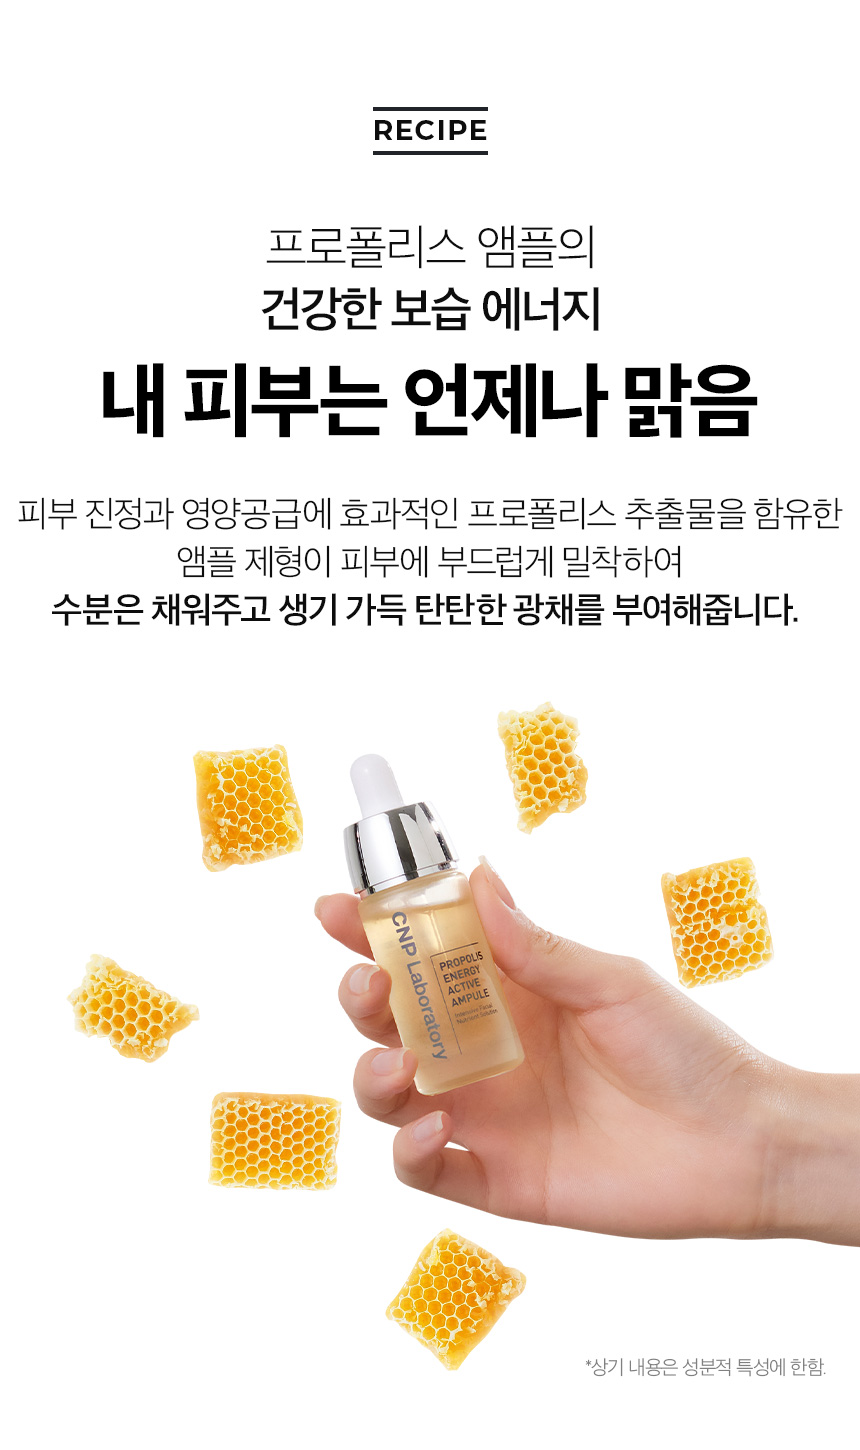 RECIPE
프로폴리스 앰플의
건강한 보습 에너지
내 피부는 언제나 맑음
피부 진정과 영양공급에 효과적인 프로폴리스 추출물을 함유한
앰플 제형이 피부에 부드럽게 밀착하여
수분은 채워주고 생기 가득 탄탄한 광채를 부여해줍니다.
CNP Laboratory
PROPOLIS
ENERGY
ACTIVE
AMPULE
Intensive Facial
Nutrient Solution
*상기 내용은 성분적 특성에 한함.